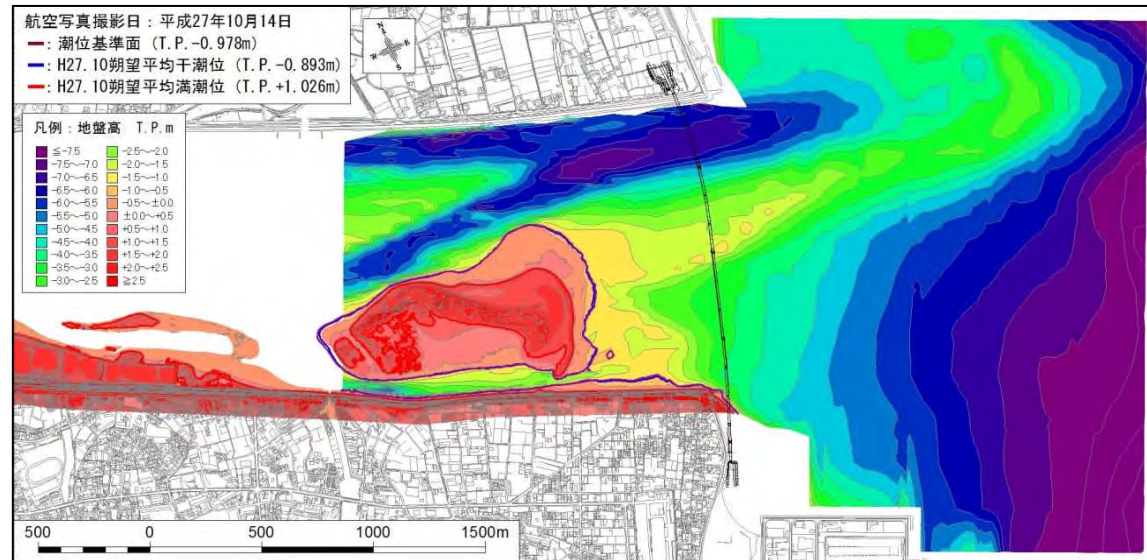 航空写真撮影日：平成27年10月14日
━：潮位基準面 (T.P.-0.978m)
━：H27.10朔望平均干潮位 (T.P.-0.893m)
━：H27.10朔望平均満潮位 (T.P.+1.026m)
N
W E
S
凡例：地盤高 T.P.m
≦-7.5 -2.5～-2.0
-7.5～-7.0 -2.0～-1.5
-7.0～-6.5 -1.5～-1.0
-6.5～-6.0 -1.0～-0.5
-6.0～-5.5 -0.5～±0.0
-5.5～-5.0 ±0.0～+0.5
-5.0～-4.5 +0.5～+1.0
-4.5～-4.0 +1.0～+1.5
-4.0～-3.5 +1.5～+2.0
-3.5～-3.0 +2.0～+2.5
-3.0～-2.5 ≧2.5
500 0 500 1000 1500m